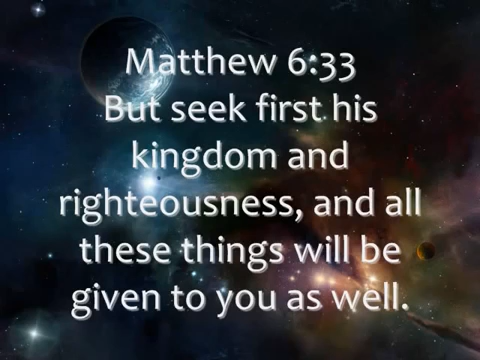 Matthew 6:33
But seek first his
kingdom and
righteousness, and all
these things will be
given to you as well.